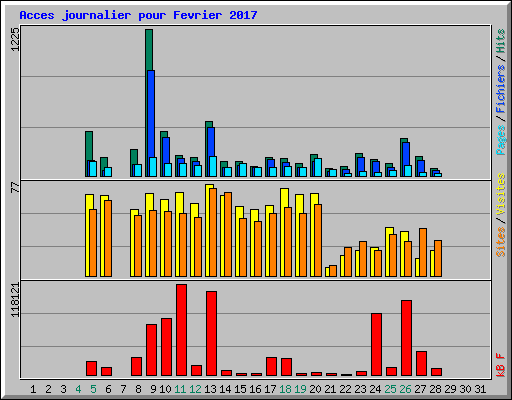 Acces journalier pour Fevrier 2017
1225
77
118121
Pages / Fichiers / Hits
Sites / Visites
kB F
1 2 3 4 5 6 7 8 9 10 11 12 13 14 15 16 17 18 19 20 21 22 23 24 25 26 27 28 29 30 31